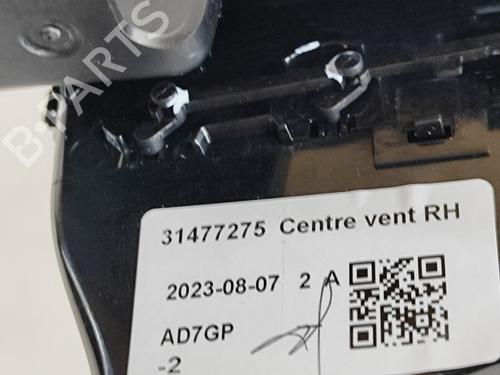 B-PARTS
31477275 Centre vent RH
2023-08-07 2 A
AD7GP
-2